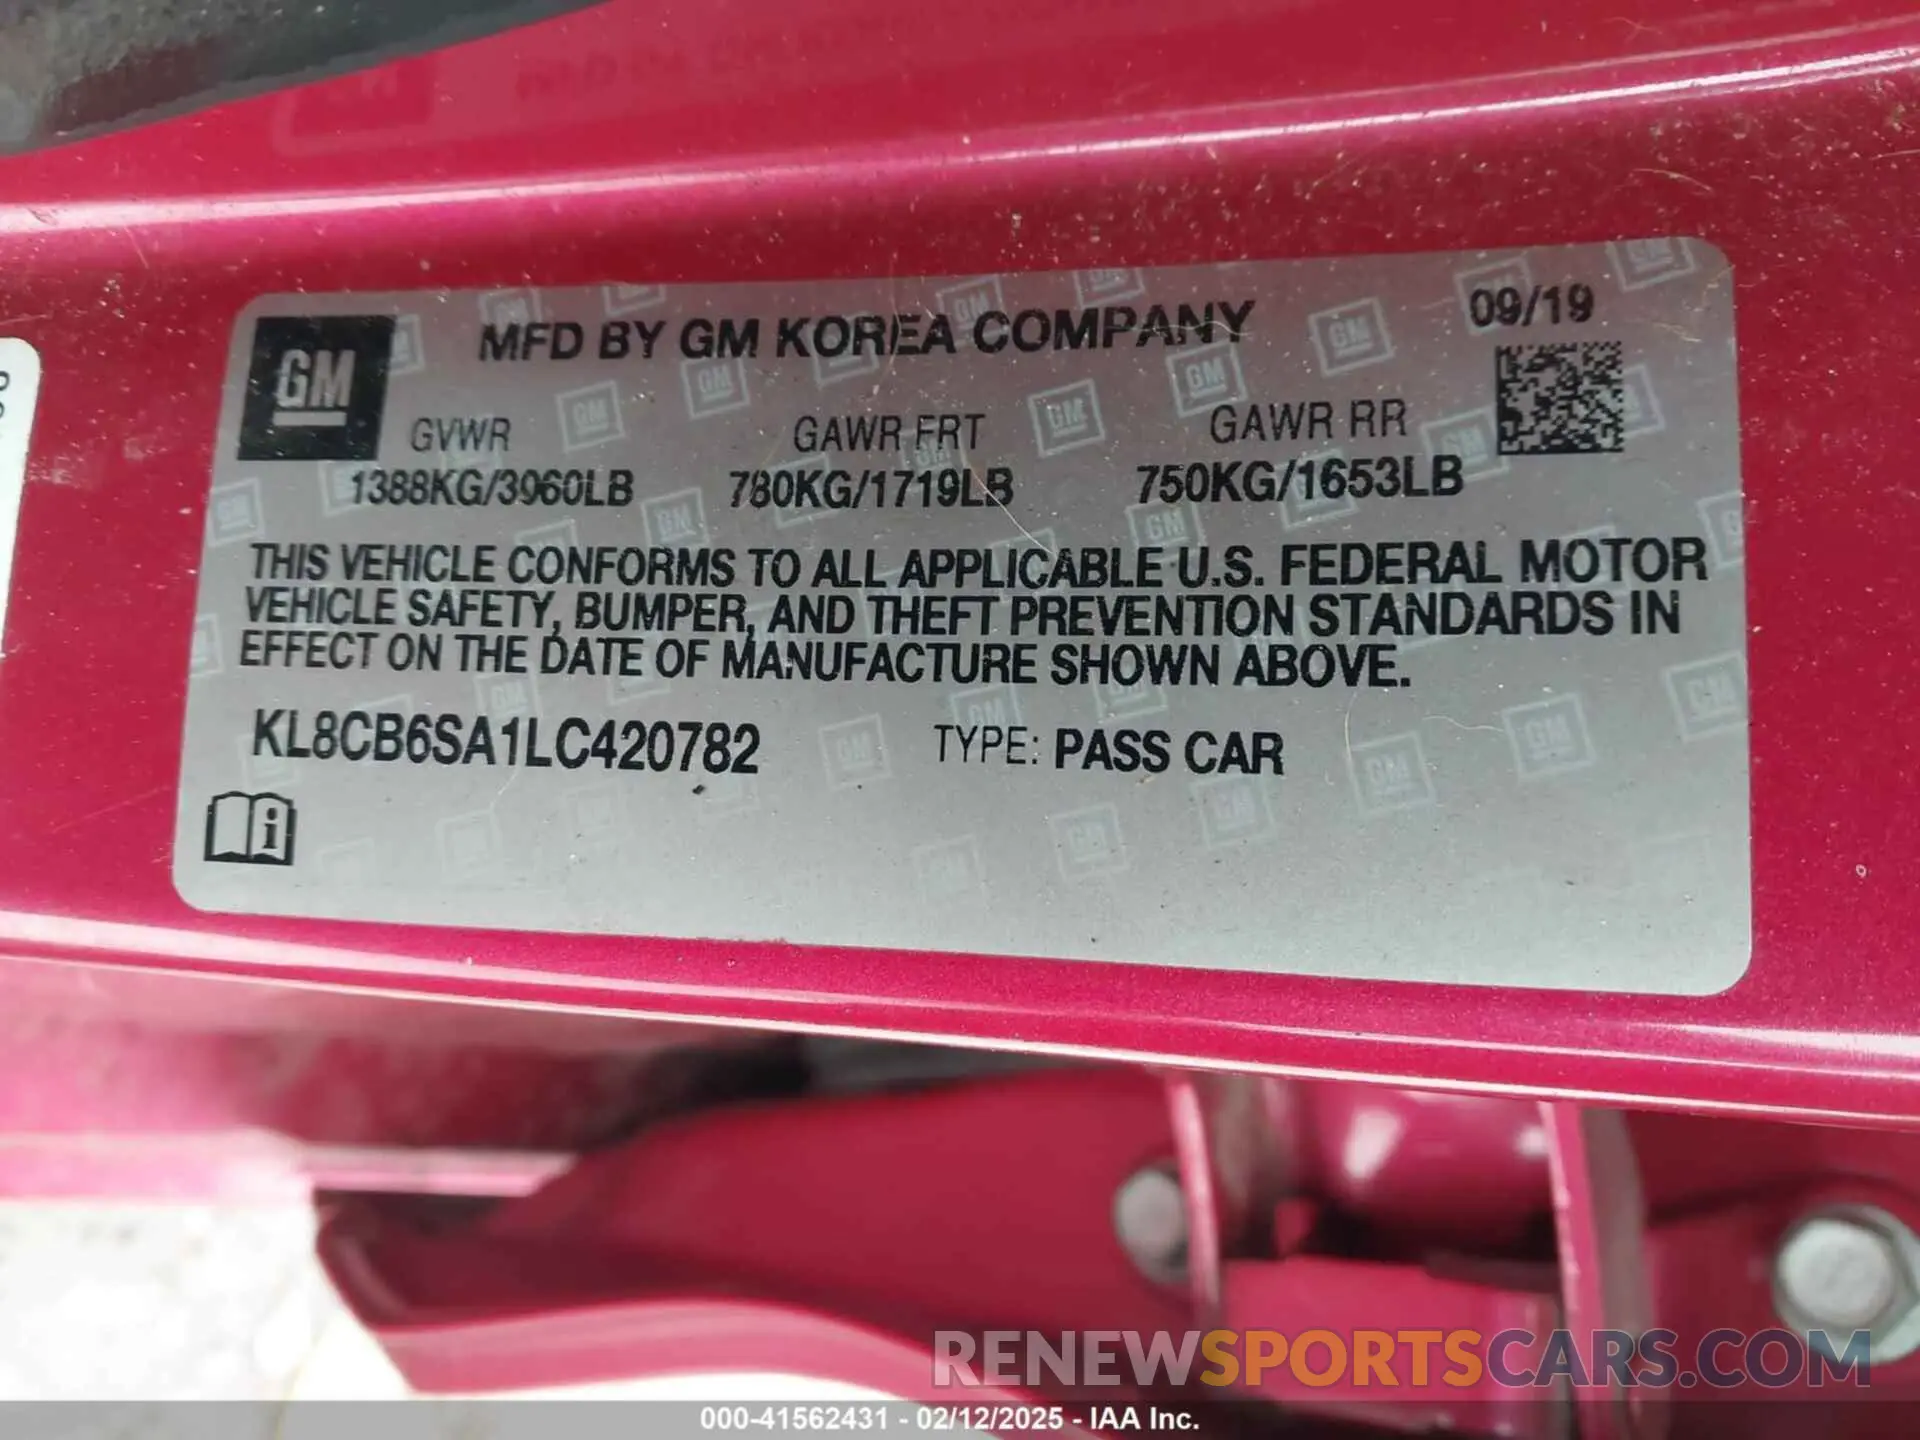 MFD BY GM KOREA COMPANY
09/19
GM
GVWR
GAWR FRT
GAWR RR
1388KG/3960LB
780KG/1719LB
750KG/1653LB
THIS VEHICLE CONFORMS TO ALL APPLICABLE U.S. FEDERAL MOTOR
VEHICLE SAFETY, BUMPER, AND THEFT PREVENTION STANDARDS IN
EFFECT ON THE DATE OF MANUFACTURE SHOWN ABOVE.
KL8CB6SA1LC420782
TYPE: PASS CAR
RENEWSPORTSCARS.COM
000-41562431 - 02/12/2025 - IAA Inc.